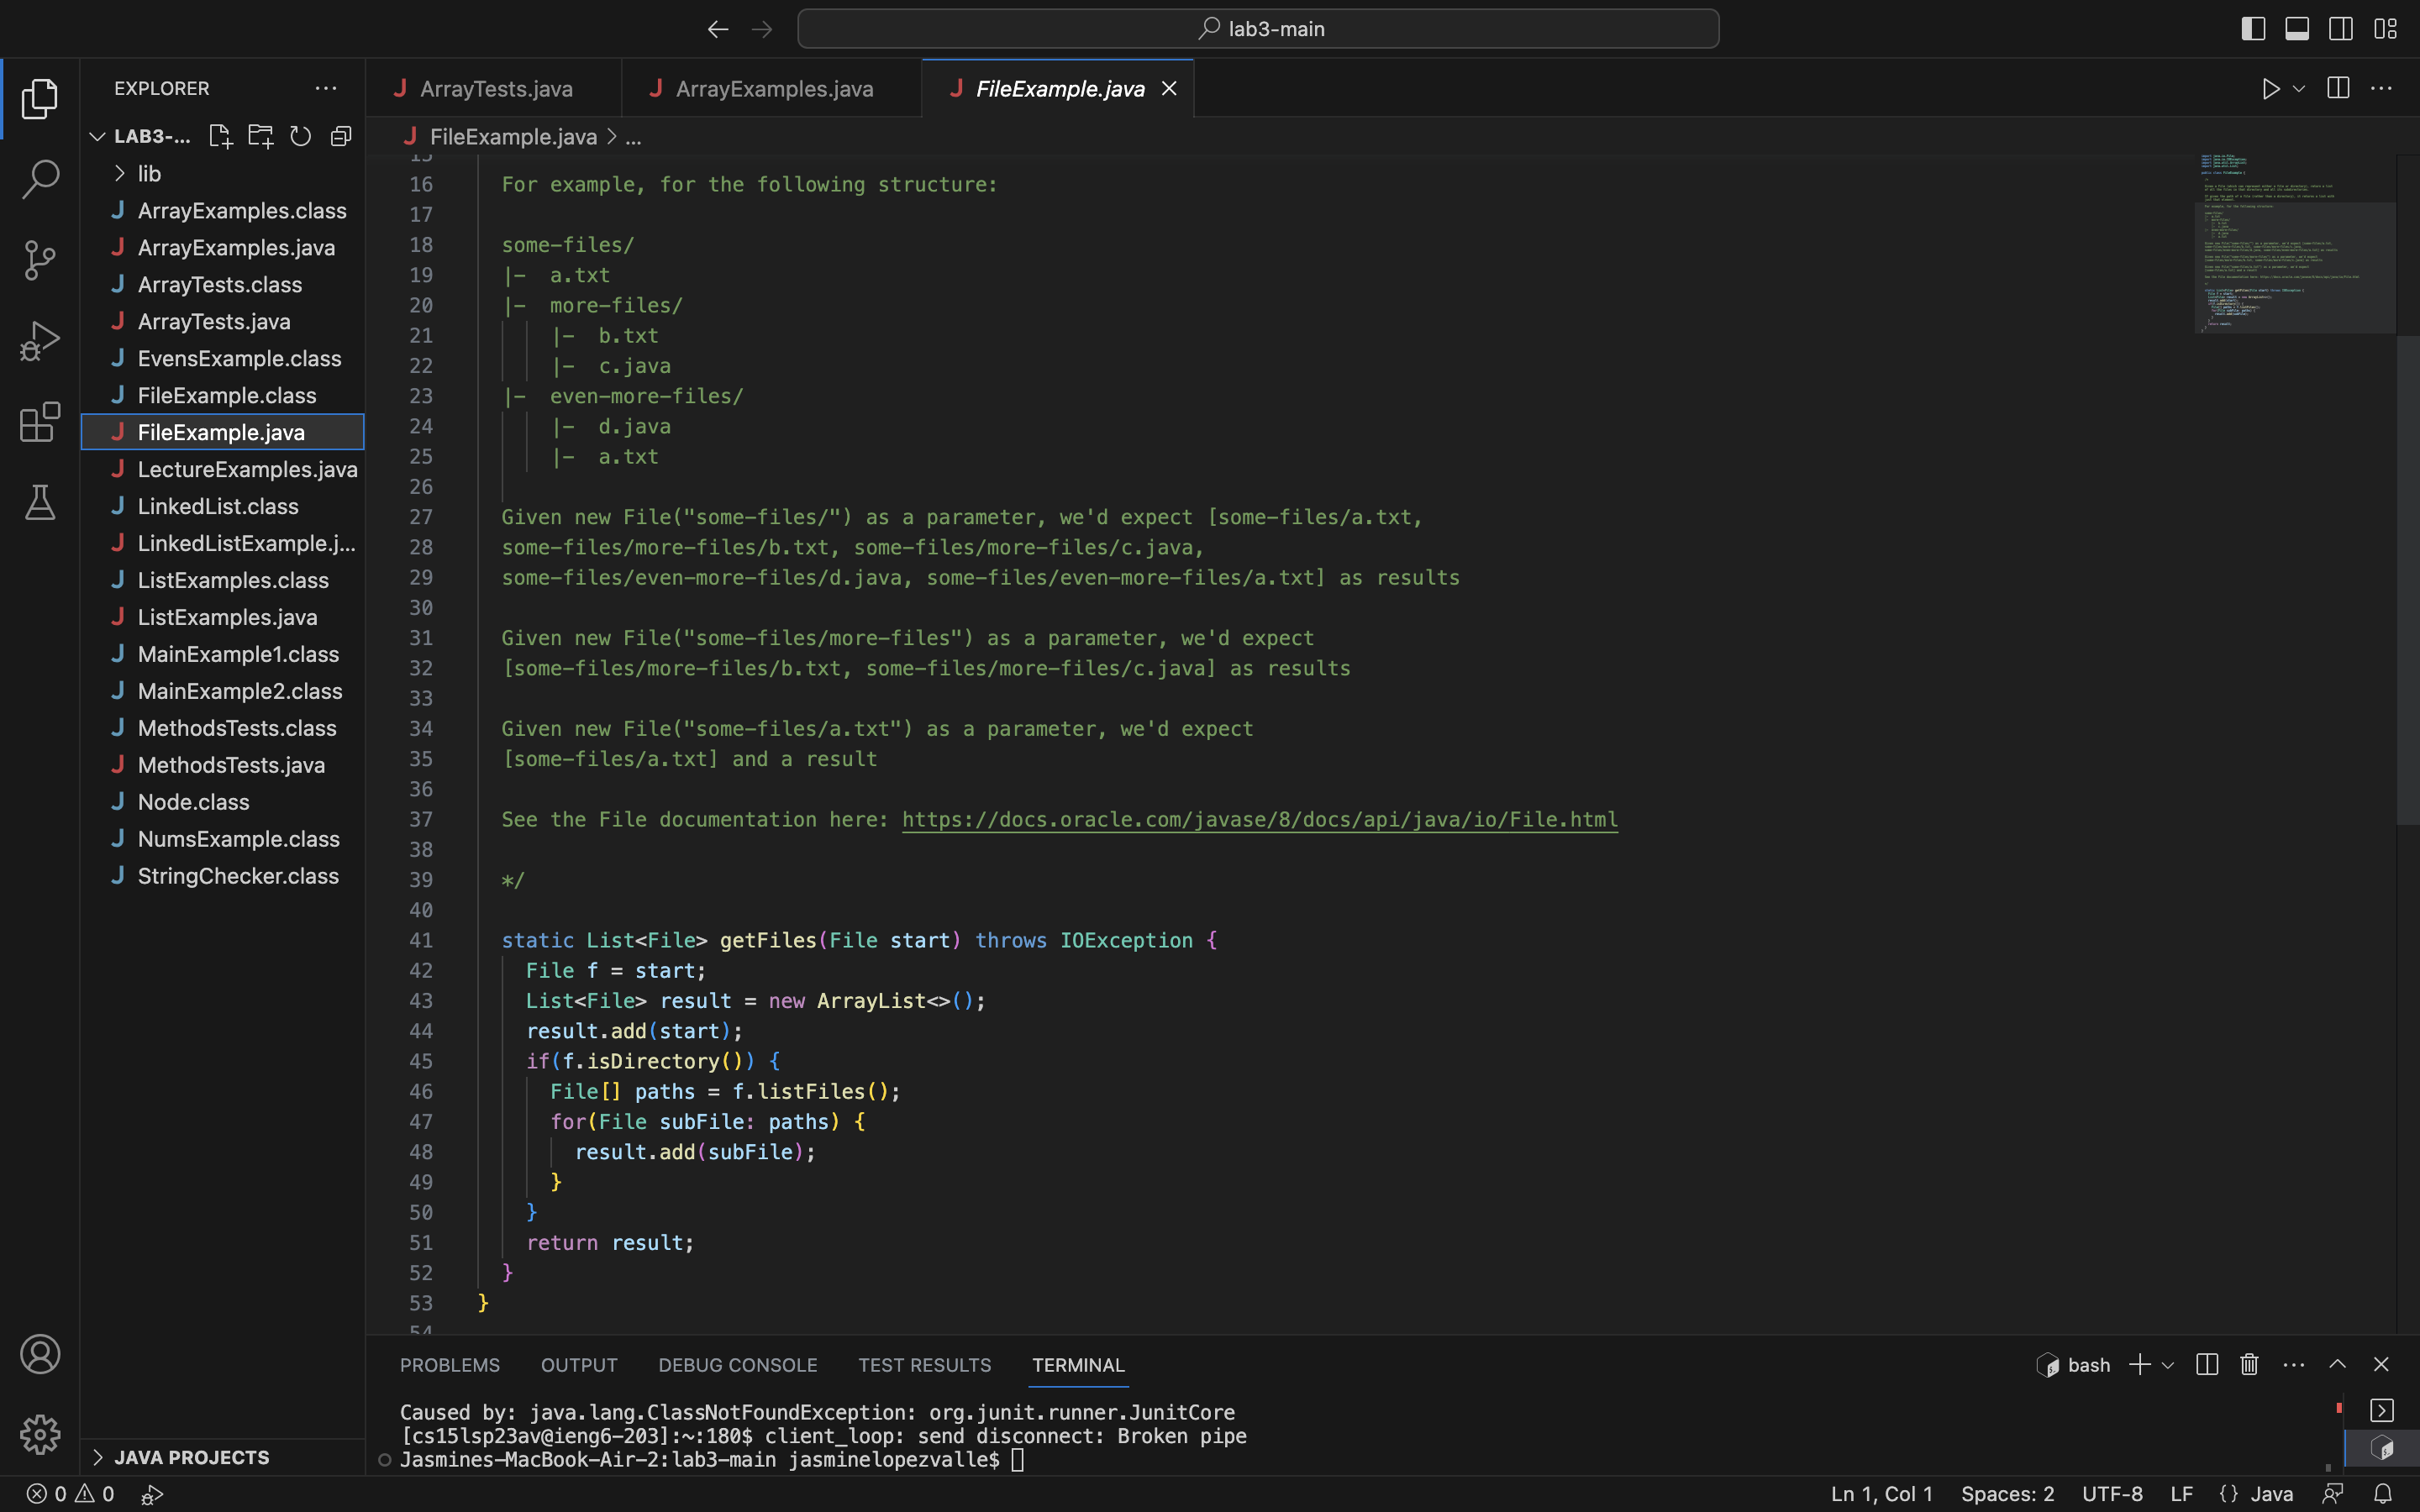 lab3-main
EXPLORER
ArrayTests.java
ArrayExamples.java
FileExample.java
LAB3-...
FileExample.java > ...
lib
ArrayExamples.class
ArrayExamples.java
ArrayTests.class
ArrayTests.java
EvensExample.class
FileExample.class
FileExample.java
LectureExamples.java
LinkedList.class
LinkedListExample.j...
ListExamples.class
ListExamples.java
MainExample1.class
MainExample2.class
MethodsTests.class
MethodsTests.java
Node.class
NumsExample.class
StringChecker.class
JAVA PROJECTS
15
16 For example, for the following structure:
17
18 some-files/
19 |- a.txt
20 |- more-files/
21 |- b.txt
22 |- c.java
23 |- even-more-files/
24 |- d.java
25 |- a.txt
26
27 Given new File("some-files/") as a parameter, we'd expect [some-files/a.txt,
28 some-files/more-files/b.txt, some-files/more-files/c.java,
29 some-files/even-more-files/d.java, some-files/even-more-files/a.txt] as results
30
31 Given new File("some-files/more-files") as a parameter, we'd expect
32 [some-files/more-files/b.txt, some-files/more-files/c.java] as results
33
34 Given new File("some-files/a.txt") as a parameter, we'd expect
35 [some-files/a.txt] and a result
36
37 See the File documentation here: https://docs.oracle.com/javase/8/docs/api/java/io/File.html
38
39 */
40
41 static List<File> getFiles(File start) throws IOException {
42 File f = start;
43 List<File> result = new ArrayList<>();
44 result.add(start);
45 if(f.isDirectory()) {
46 File[] paths = f.listFiles();
47 for(File subFile: paths) {
48 result.add(subFile);
49 }
50 }
51 return result;
52 }
53 }
54
PROBLEMS OUTPUT DEBUG CONSOLE TEST RESULTS TERMINAL
bash
Caused by: java.lang.ClassNotFoundException: org.junit.runner.JunitCore
[cs15lsp23av@ieng6-203]:~:180$ client_loop: send disconnect: Broken pipe
Jasmines-MacBook-Air-2:lab3-main jasminelopezvalle$
0 0
Ln 1, Col 1 Spaces: 2 UTF-8 LF {} Java